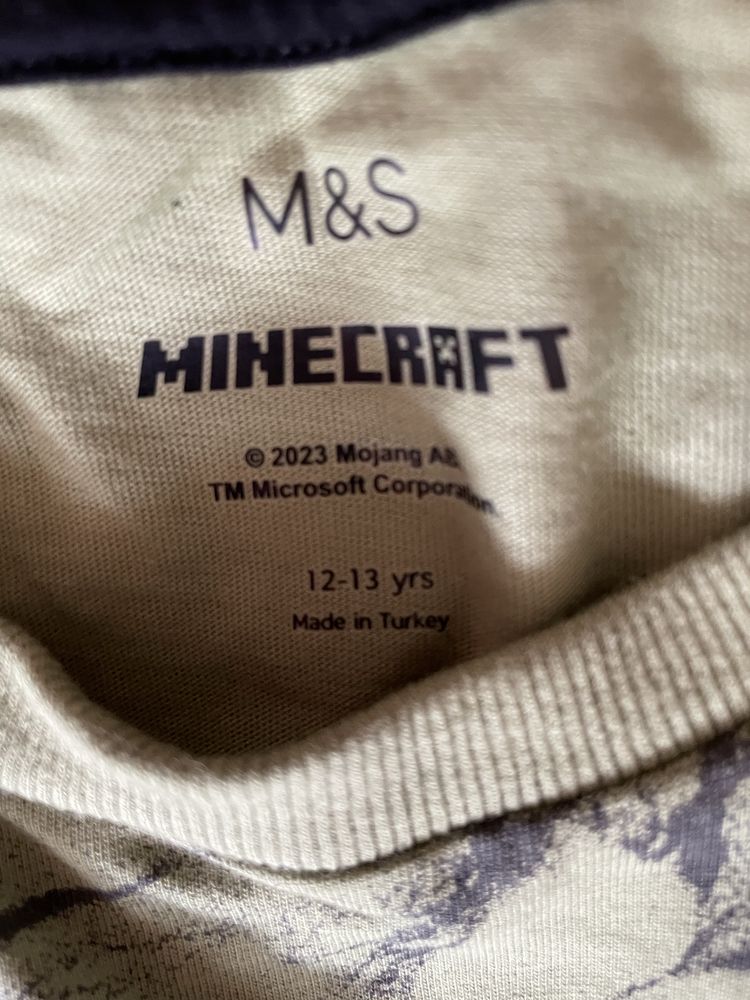 M&S
MINECRAFT
© 2023 Mojang AB
TM Microsoft Corporation
12-13 yrs
Made in Turkey